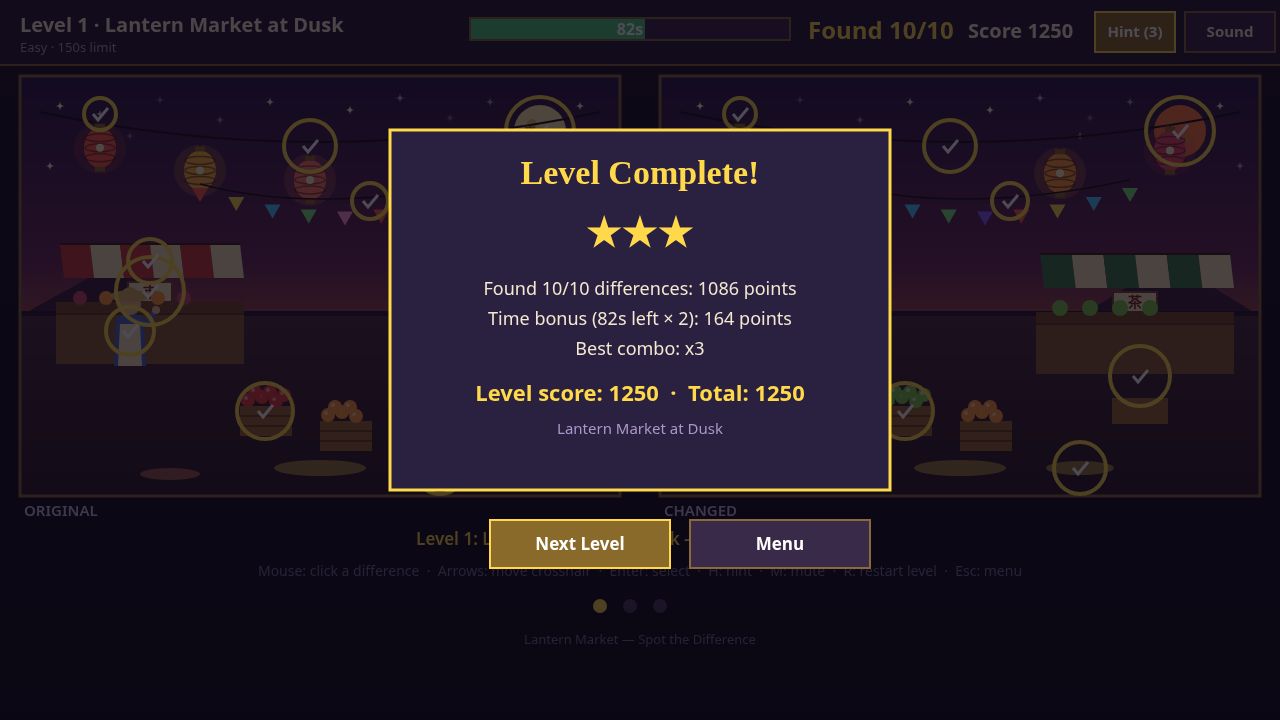 Level 1 · Lantern Market at Dusk
Easy · 150s limit
82s
Found 10/10
Score 1250
Hint (3)
Sound
Level Complete!
★★★
Found 10/10 differences: 1086 points
Time bonus (82s left × 2): 164 points
Best combo: x3
Level score: 1250 · Total: 1250
Lantern Market at Dusk
茶
茶
ORIGINAL
CHANGED
Next Level
Menu
Level 1: L
k -
Mouse: click a difference · Arrows: move crosshair · Enter: select · H: hint · M: mute · R: restart level · Esc: menu
Lantern Market — Spot the Difference